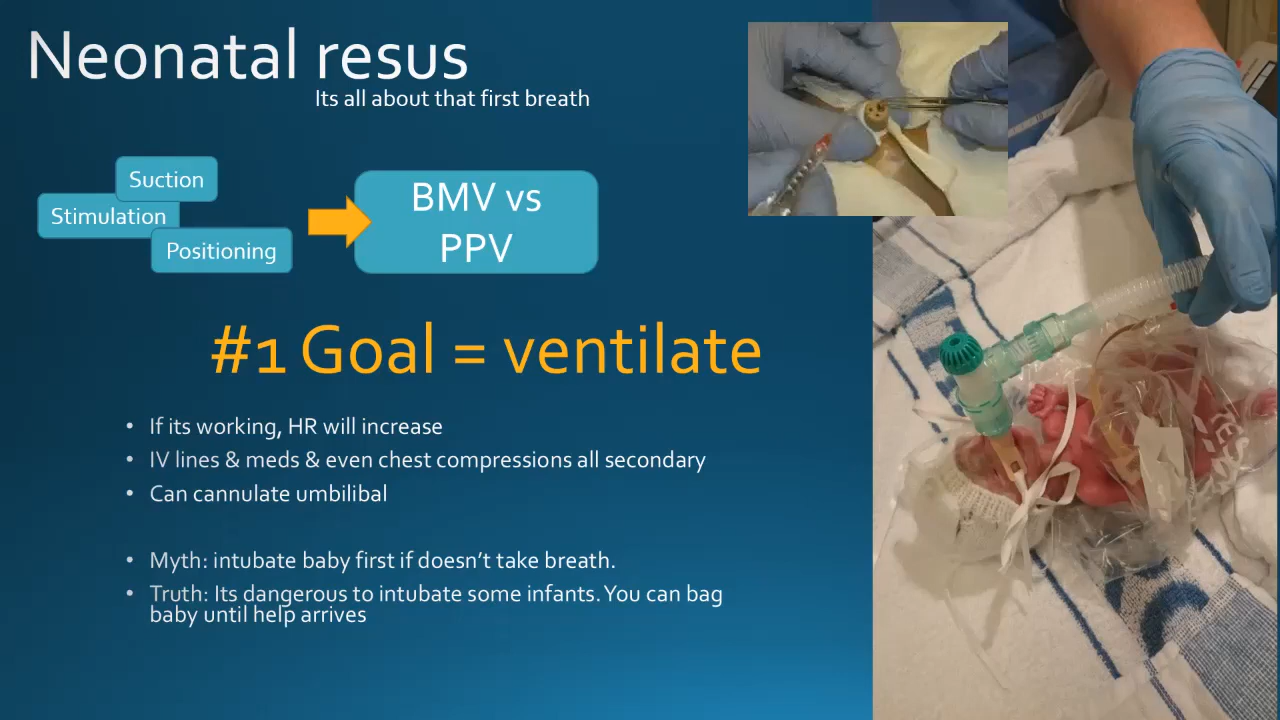 Neonatal resus
Its all about that first breath
Suction
Stimulation
Positioning
BMV vs
PPV
#1 Goal = ventilate
• If its working, HR will increase
• IV lines & meds & even chest compressions all secondary
• Can cannulate umbilibal
• Myth: intubate baby first if doesn't take breath.
• Truth: Its dangerous to intubate some infants. You can bag
baby until help arrives